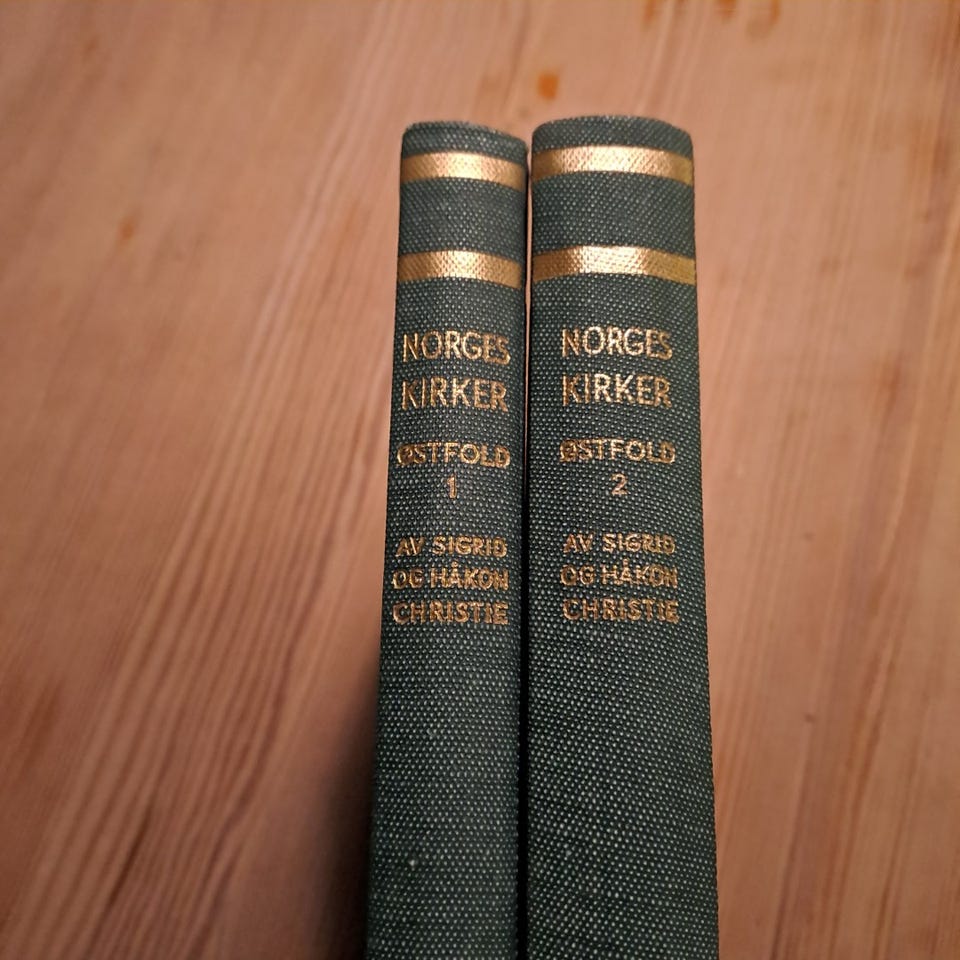 NORGES
KIRKER
ØSTFOLD
1
AV SIGRID
OG HÅKON
CHRISTIE
NORGES
KIRKER
ØSTFOLD
2
AV SIGRID
OG HÅKON
CHRISTIE